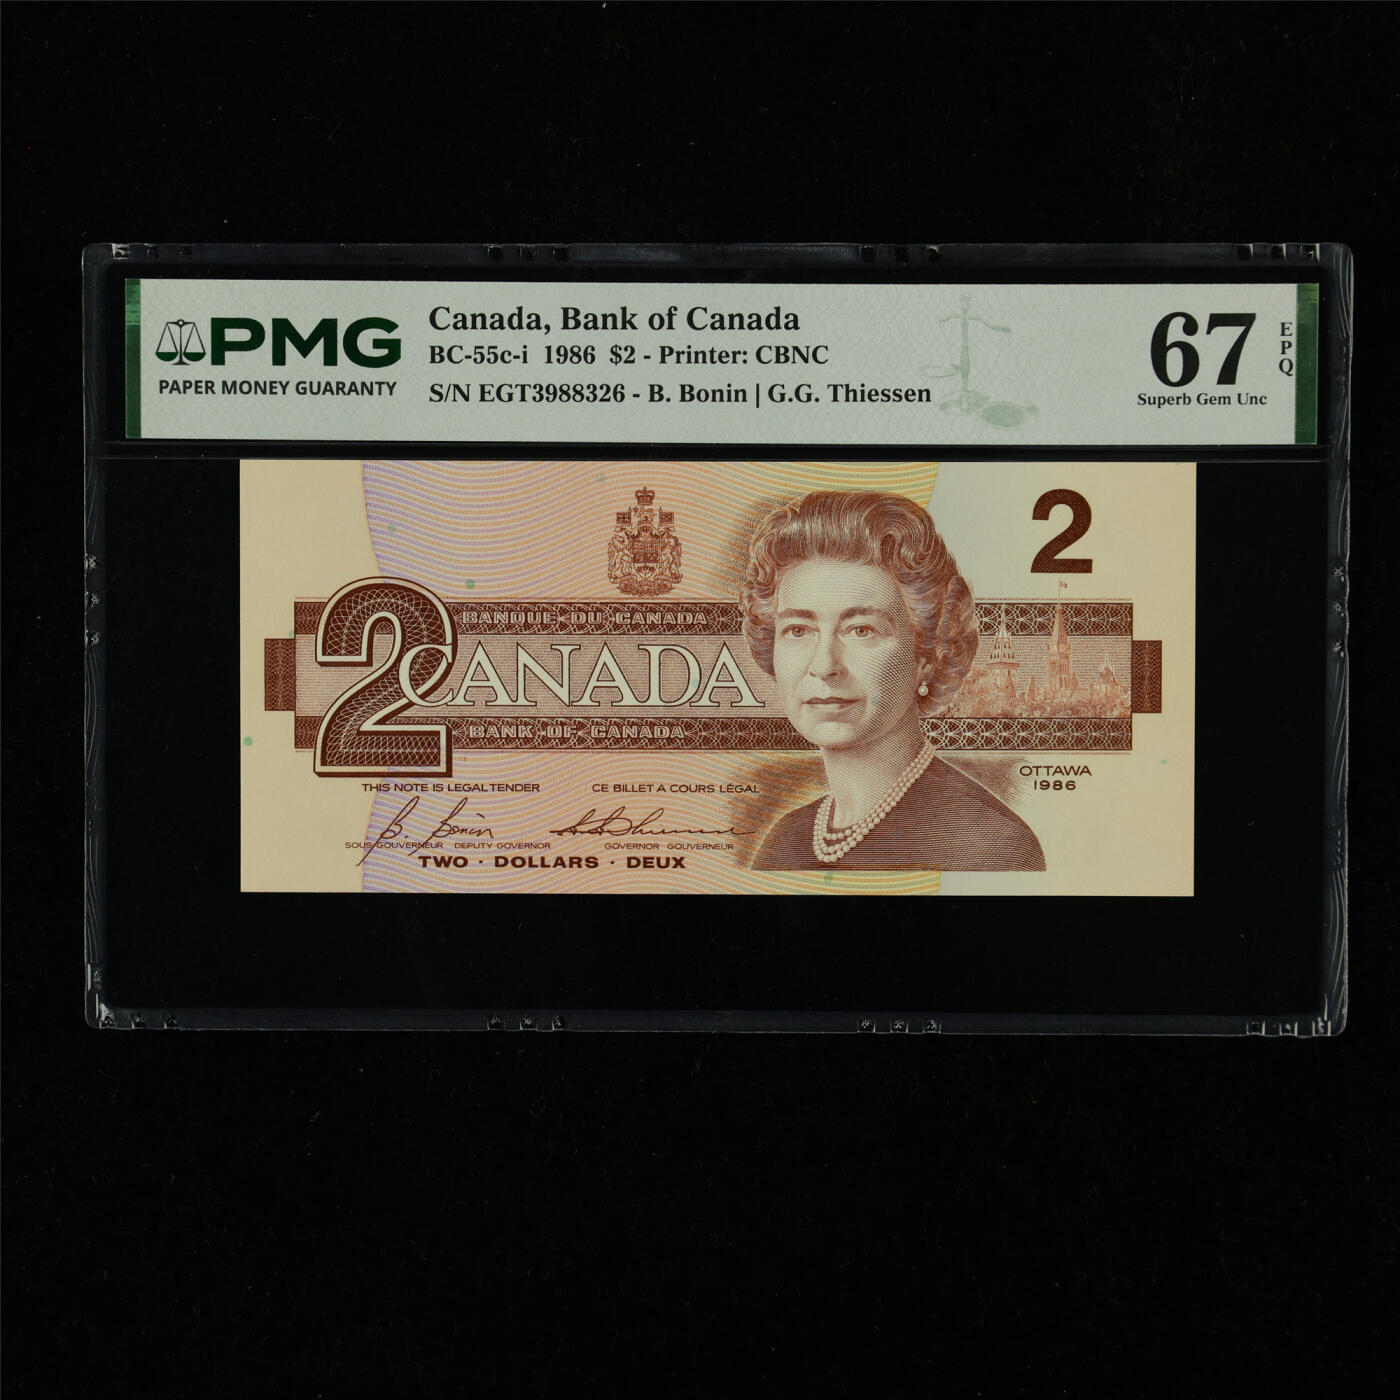 PMG
PAPER MONEY GUARANTY
Canada, Bank of Canada
BC-55c-i 1986 $2 - Printer: CBNC
S/N EGT3988326 - B. Bonin | G.G. Thiessen
67
EPQ
Superb Gem Unc
2
2
BANQUE DU CANADA
CANADA
BANK OF CANADA
OTTAWA
1986
THIS NOTE IS LEGAL TENDER CE BILLET A COURS LÉGAL
B. Bonin
SOUS-GOUVERNEUR DEPUTY GOVERNOR GOVERNOR GOUVERNEUR
TWO · DOLLARS · DEUX